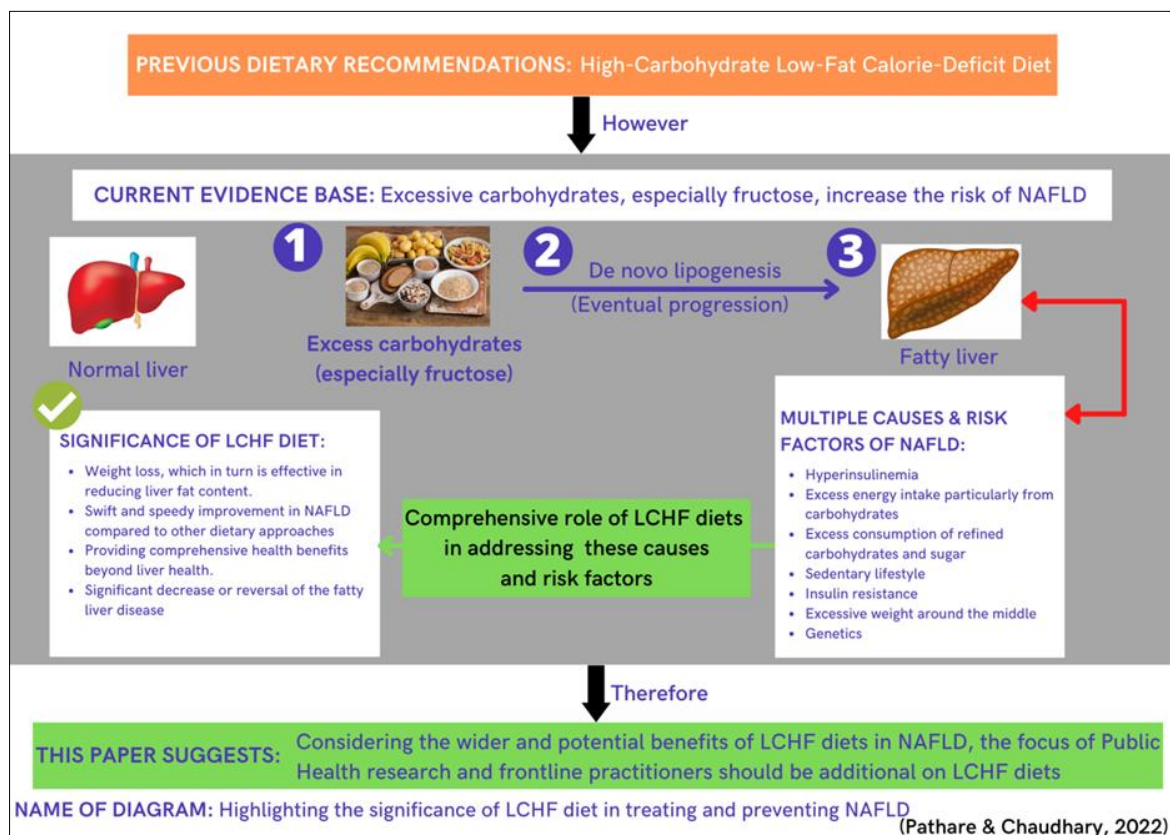 PREVIOUS DIETARY RECOMMENDATIONS: High-Carbohydrate Low-Fat Calorie-Deficit Diet
However
CURRENT EVIDENCE BASE: Excessive carbohydrates, especially fructose, increase the risk of NAFLD
1
2
3
De novo lipogenesis
(Eventual progression)
Normal liver
Excess carbohydrates
(especially fructose)
Fatty liver
SIGNIFICANCE OF LCHF DIET:
• Weight loss, which in turn is effective in
reducing liver fat content.
• Swift and speedy improvement in NAFLD
compared to other dietary approaches
• Providing comprehensive health benefits
beyond liver health.
• Significant decrease or reversal of the fatty
liver disease
Comprehensive role of LCHF diets
in addressing these causes
and risk factors
MULTIPLE CAUSES & RISK
FACTORS OF NAFLD:
• Hyperinsulinemia
• Excess energy intake particularly from
carbohydrates
• Excess consumption of refined
carbohydrates and sugar
• Sedentary lifestyle
• Insulin resistance
• Excessive weight around the middle
• Genetics
Therefore
THIS PAPER SUGGESTS: Considering the wider and potential benefits of LCHF diets in NAFLD, the focus of Public
Health research and frontline practitioners should be additional on LCHF diets
NAME OF DIAGRAM: Highlighting the significance of LCHF diet in treating and preventing NAFLD
(Pathare & Chaudhary, 2022)